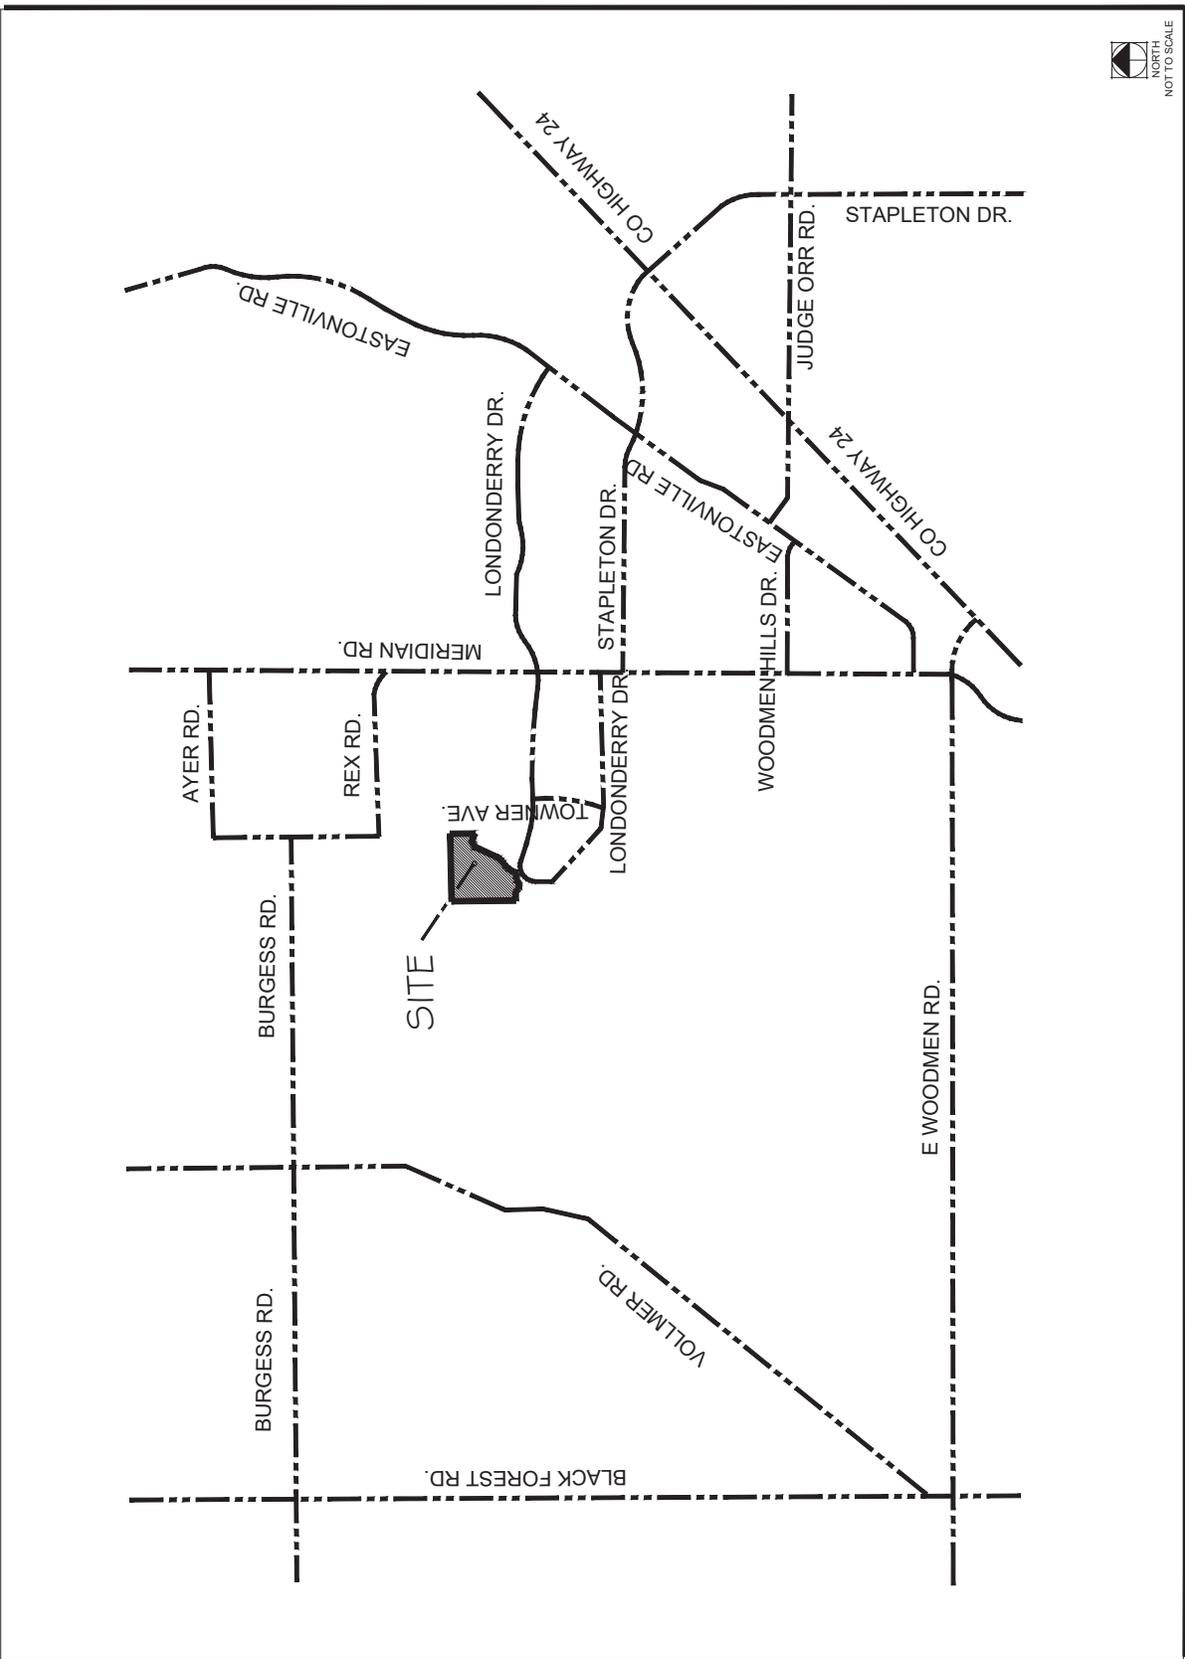 NORTH
NOT TO SCALE
CO HIGHWAY 24
STAPLETON DR.
JUDGE ORR RD.
EASTONVILLE RD.
LONDONDERRY DR.
CO HIGHWAY 24
EASTONVILLE RD.
STAPLETON DR.
WOODMEN HILLS DR.
MERIDIAN RD.
AYER RD.
REX RD.
LONDONDERRY DR.
TOWNER AVE.
BURGESS RD.
SITE
E WOODMEN RD.
VOLLMER RD.
BURGESS RD.
BLACK FOREST RD.